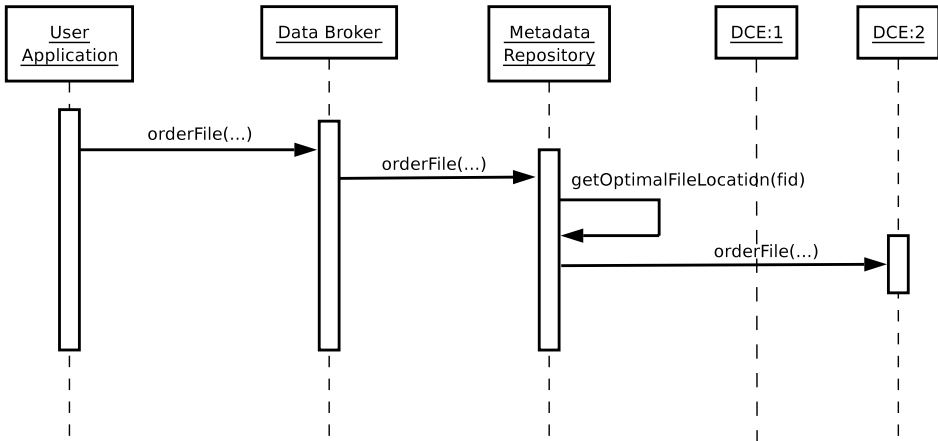 User
Application
Data Broker
Metadata
Repository
DCE:1
DCE:2
orderFile(...)
orderFile(...)
getOptimalFileLocation(fid)
orderFile(...)